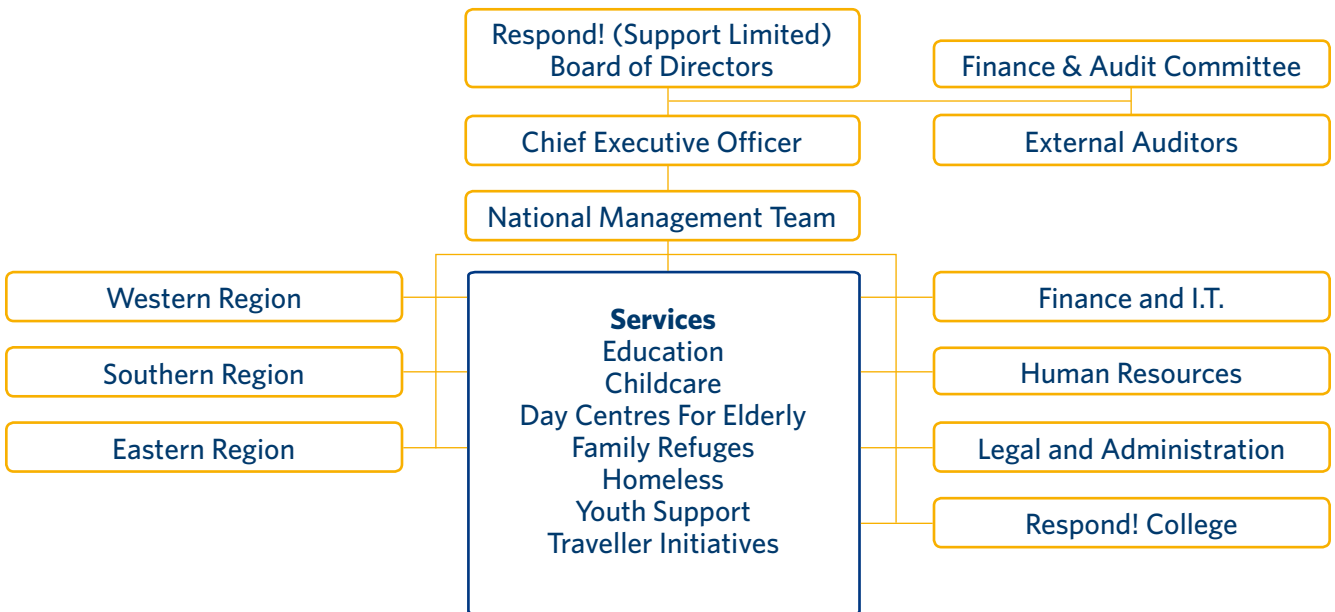 Respond! (Support Limited)
Board of Directors
Finance & Audit Committee
Chief Executive Officer
External Auditors
National Management Team
Western Region
Southern Region
Eastern Region
Services
Education
Childcare
Day Centres For Elderly
Family Refuges
Homeless
Youth Support
Traveller Initiatives
Finance and I.T.
Human Resources
Legal and Administration
Respond! College